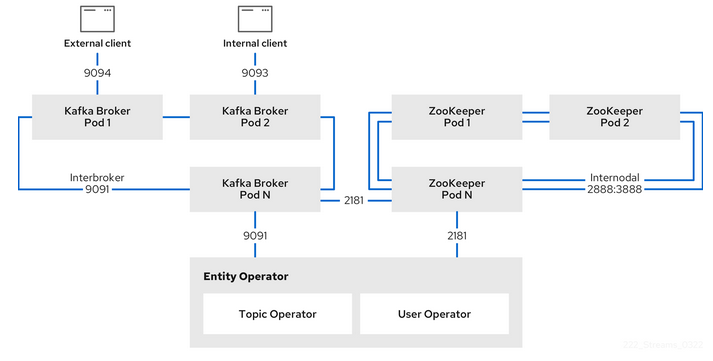 External client
Internal client
9094
9093
Kafka Broker
Pod 1
Kafka Broker
Pod 2
ZooKeeper
Pod 1
ZooKeeper
Pod 2
Interbroker
9091
Kafka Broker
Pod N
2181
ZooKeeper
Pod N
Internodal
2888:3888
9091
2181
Entity Operator
Topic Operator
User Operator